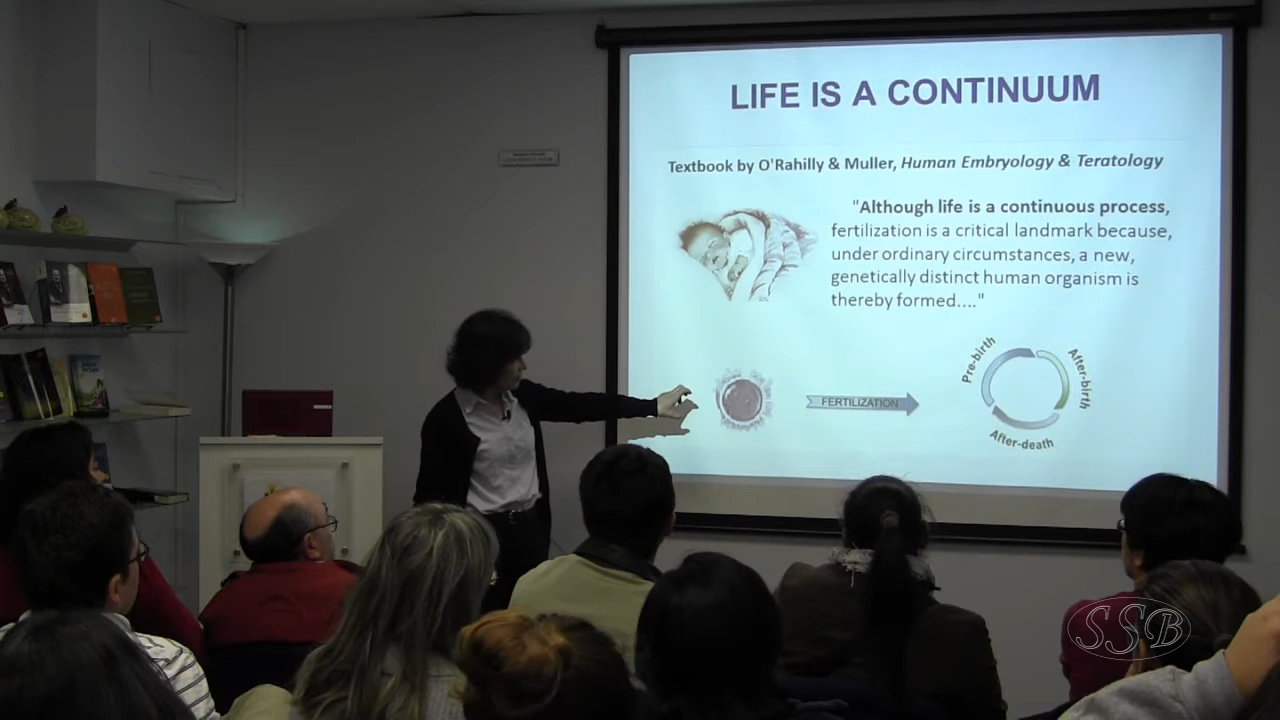 LIFE IS A CONTINUUM
Textbook by O'Rahilly & Muller, Human Embryology & Teratology
"Although life is a continuous process,
fertilization is a critical landmark because,
under ordinary circumstances, a new,
genetically distinct human organism is
thereby formed...."
FERTILIZATION
Pre-birth
After-birth
After-death
SSB